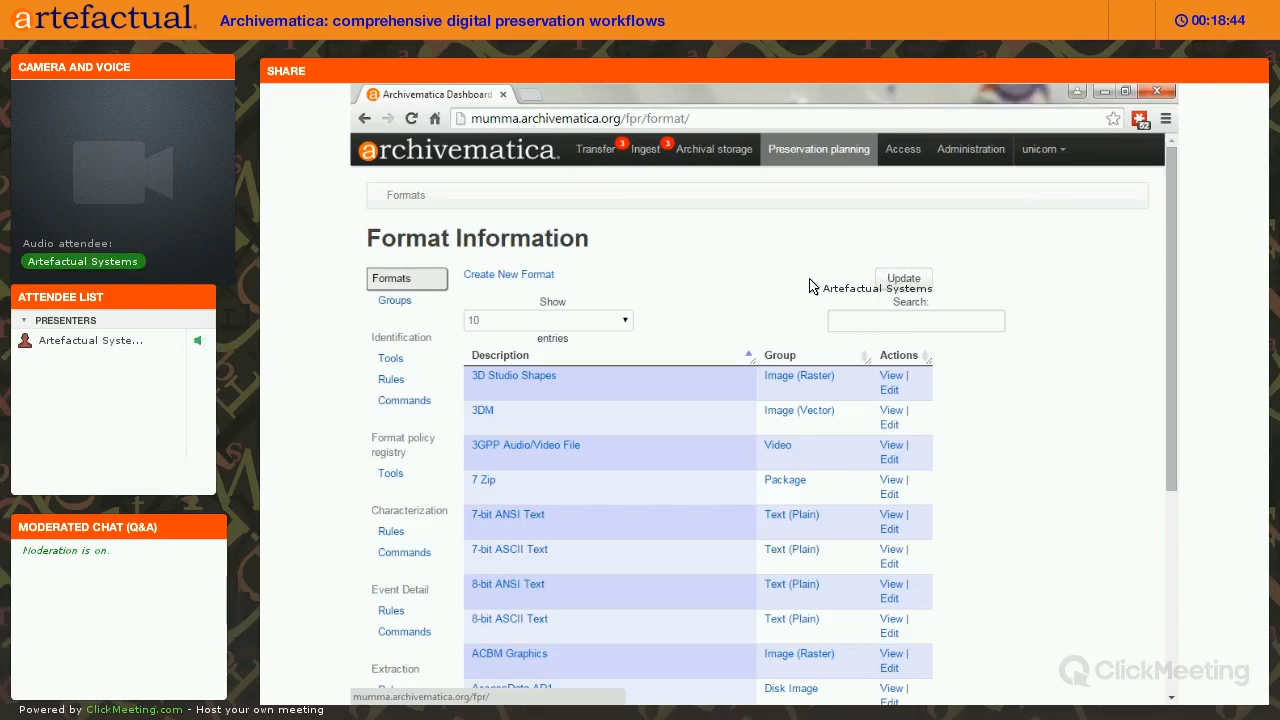 artefactual
Archivematica: comprehensive digital preservation workflows
00:18:44
CAMERA AND VOICE
Audio attendee:
Artefactual Systems
ATTENDEE LIST
PRESENTERS
Artefactual Syste...
MODERATED CHAT (Q&A)
Noderation is on.
SHARE
Archivematica Dashboard
mumma.archivematica.org/fpr/format/
52
archivematica
Transfer 3 Ingest 3 Archival storage Preservation planning Access Administration unicorn
Formats
Format Information
Formats
Groups
Identification
Tools
Rules
Commands
Format policy
registry
Tools
Characterization
Rules
Commands
Event Detail
Rules
Commands
Extraction
Create New Format
Update
Artefactual Systems
Show
Search:
10
entries
Description Group Actions
3D Studio Shapes Image (Raster) View |
Edit
3DM Image (Vector) View |
Edit
3GPP Audio/Video File Video View |
Edit
7 Zip Package View |
Edit
7-bit ANSI Text Text (Plain) View |
Edit
7-bit ASCII Text Text (Plain) View |
Edit
8-bit ANSI Text Text (Plain) View |
Edit
8-bit ASCII Text Text (Plain) View |
Edit
ACBM Graphics Image (Raster) View |
Edit
AccessData AD1 Disk Image View |
mumma.archivematica.org/fpr/
ClickMeeting
Powered by ClickMeeting.com - Host your own meeting